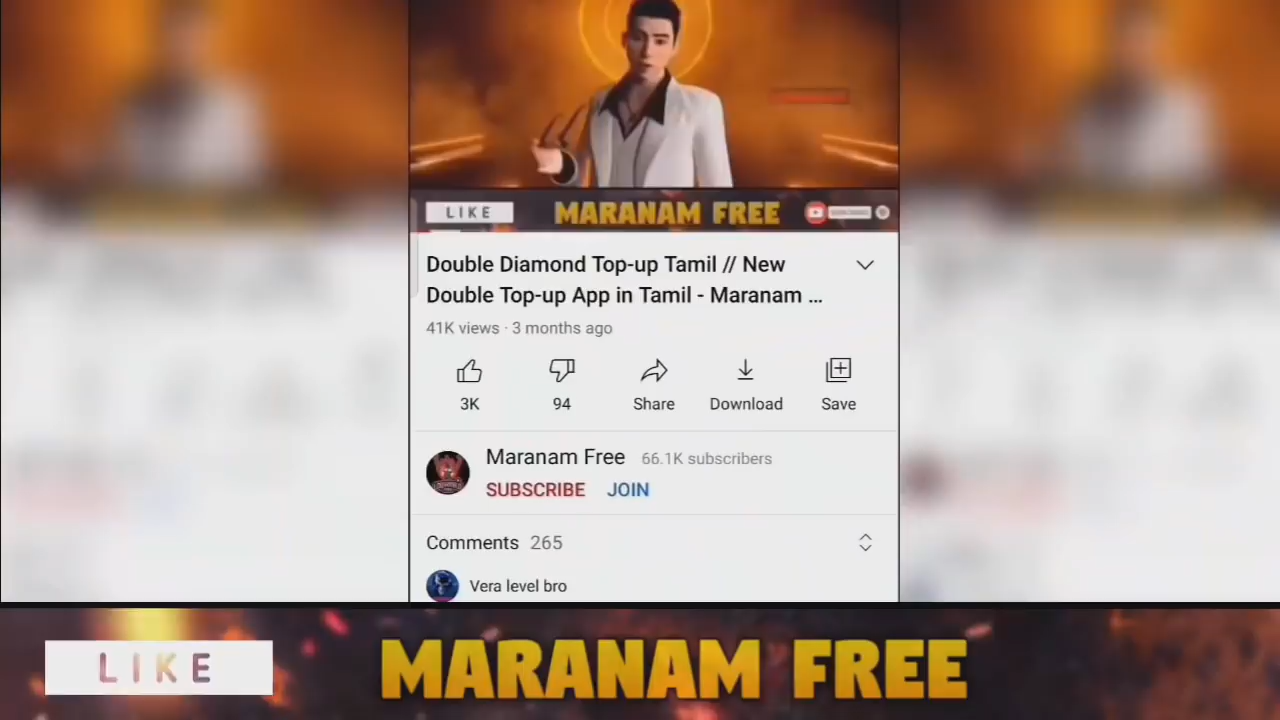 LIKE
MARANAM FREE
Double Diamond Top-up Tamil // New
Double Top-up App in Tamil - Maranam ...
41K views · 3 months ago
3K
94
Share
Download
Save
Maranam Free 66.1K subscribers
SUBSCRIBE JOIN
Comments 265
Vera level bro
LIKE
MARANAM FREE